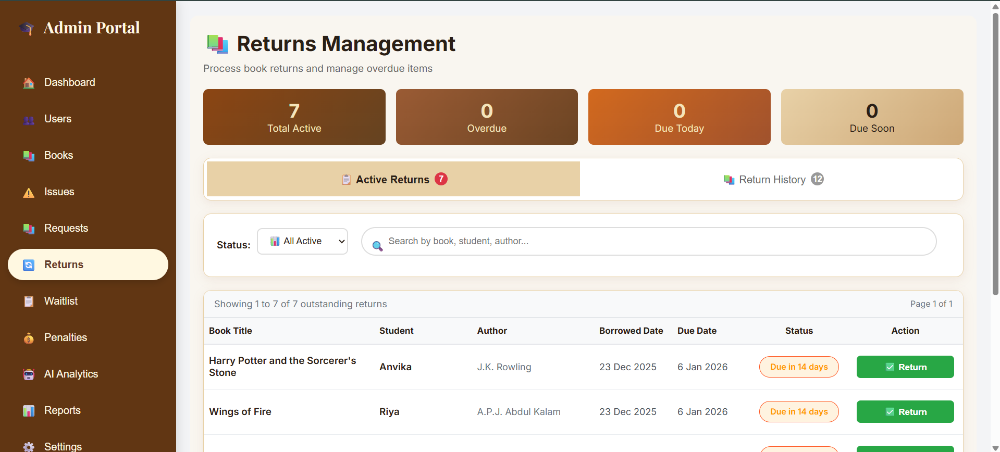 Admin Portal
Dashboard
Users
Books
Issues
Requests
Returns
Waitlist
Penalties
AI Analytics
Reports
Settings
Returns Management
Process book returns and manage overdue items
7
Total Active
0
Overdue
0
Due Today
0
Due Soon
Active Returns 7
Return History 12
Status:
All Active
Search by book, student, author...
Showing 1 to 7 of 7 outstanding returns
Page 1 of 1
Book Title Student Author Borrowed Date Due Date Status Action
Harry Potter and the Sorcerer's
Stone
Anvika J.K. Rowling 23 Dec 2025 6 Jan 2026 Due in 14 days Return
Wings of Fire Riya A.P.J. Abdul Kalam 23 Dec 2025 6 Jan 2026 Due in 14 days Return